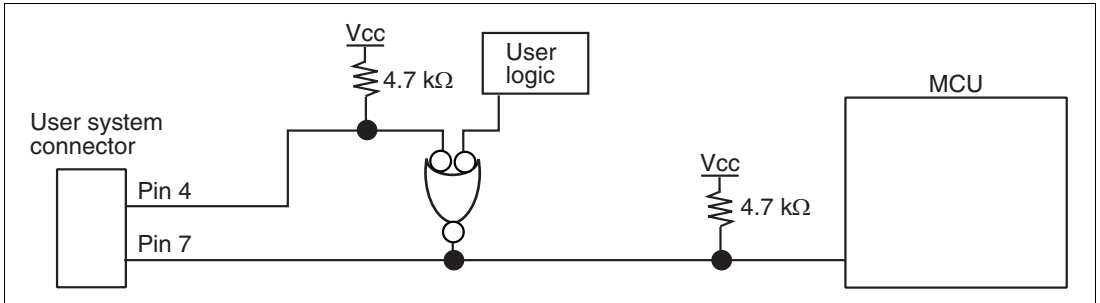 Vcc
4.7 kΩ
User
logic
MCU
User system
connector
Vcc
Pin 4
4.7 kΩ
Pin 7